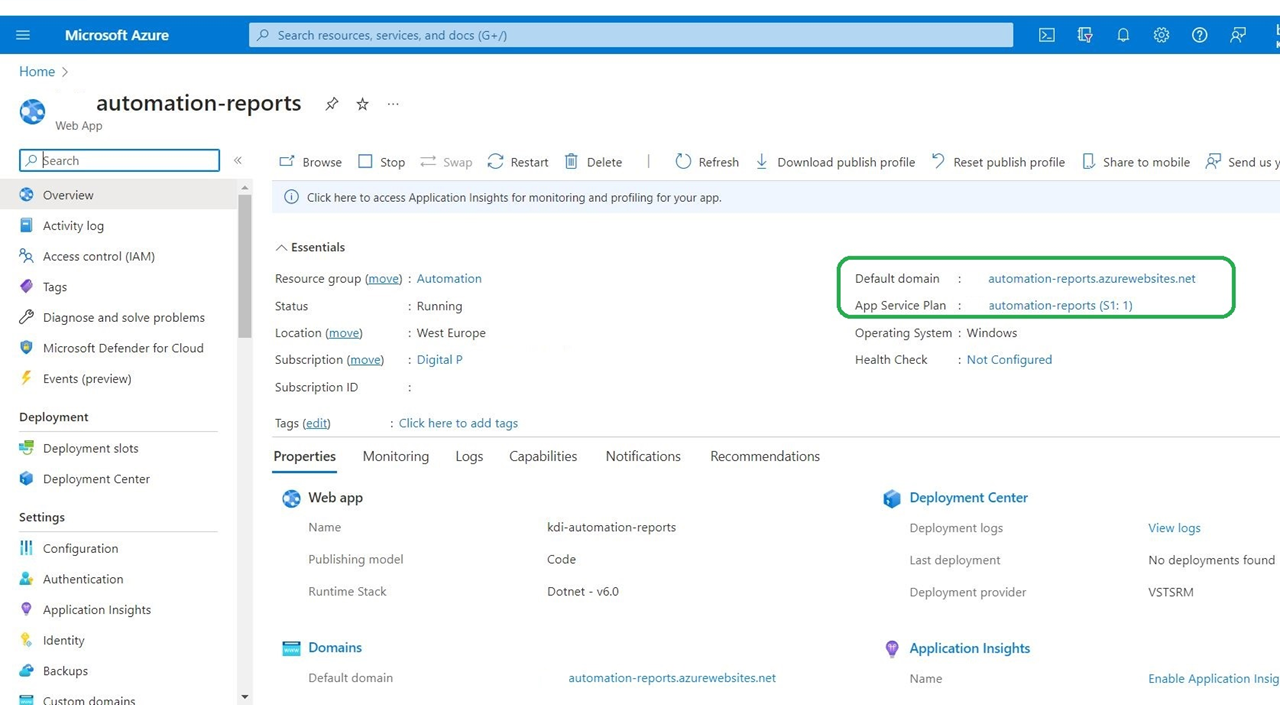 Microsoft Azure
Search resources, services, and docs (G+/)
Home
automation-reports
Web App
Search
Browse Stop Swap Restart Delete Refresh Download publish profile Reset publish profile Share to mobile Send us
Overview
Activity log
Access control (IAM)
Tags
Diagnose and solve problems
Microsoft Defender for Cloud
Events (preview)
Deployment
Deployment slots
Deployment Center
Settings
Configuration
Authentication
Application Insights
Identity
Backups
Custom domains
Click here to access Application Insights for monitoring and profiling for your app.
Essentials
Resource group (move) : Automation
Status : Running
Location (move) : West Europe
Subscription (move) : Digital P
Subscription ID :
Default domain : automation-reports.azurewebsites.net
App Service Plan : automation-reports (S1: 1)
Operating System : Windows
Health Check : Not Configured
Tags (edit) : Click here to add tags
Properties Monitoring Logs Capabilities Notifications Recommendations
Web app
Name kdi-automation-reports
Publishing model Code
Runtime Stack Dotnet - v6.0
Domains
Default domain automation-reports.azurewebsites.net
Deployment Center
Deployment logs View logs
Last deployment No deployments found
Deployment provider VSTSRM
Application Insights
Name Enable Application